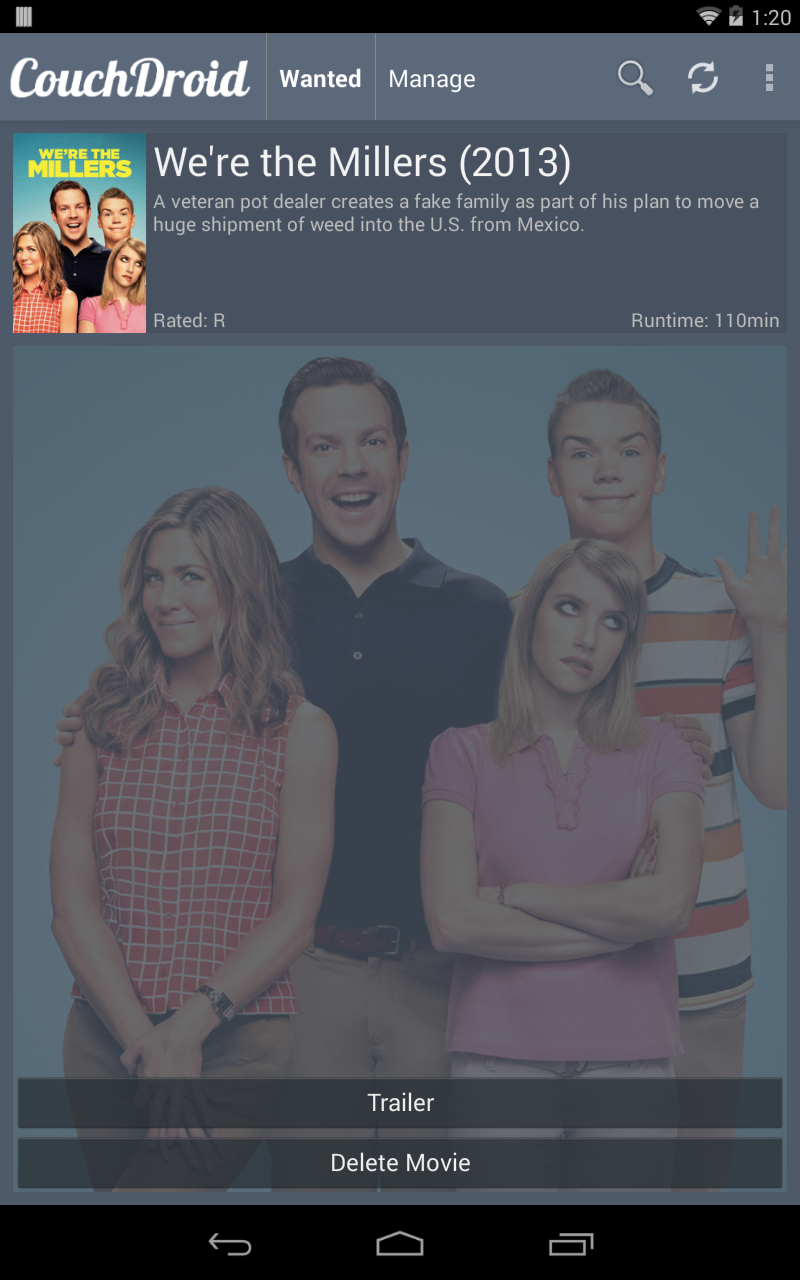 1:20
CouchDroid Wanted Manage
WE'RE THE
MILLERS
We're the Millers (2013)
A veteran pot dealer creates a fake family as part of his plan to move a
huge shipment of weed into the U.S. from Mexico.
Rated: R Runtime: 110min
Trailer
Delete Movie